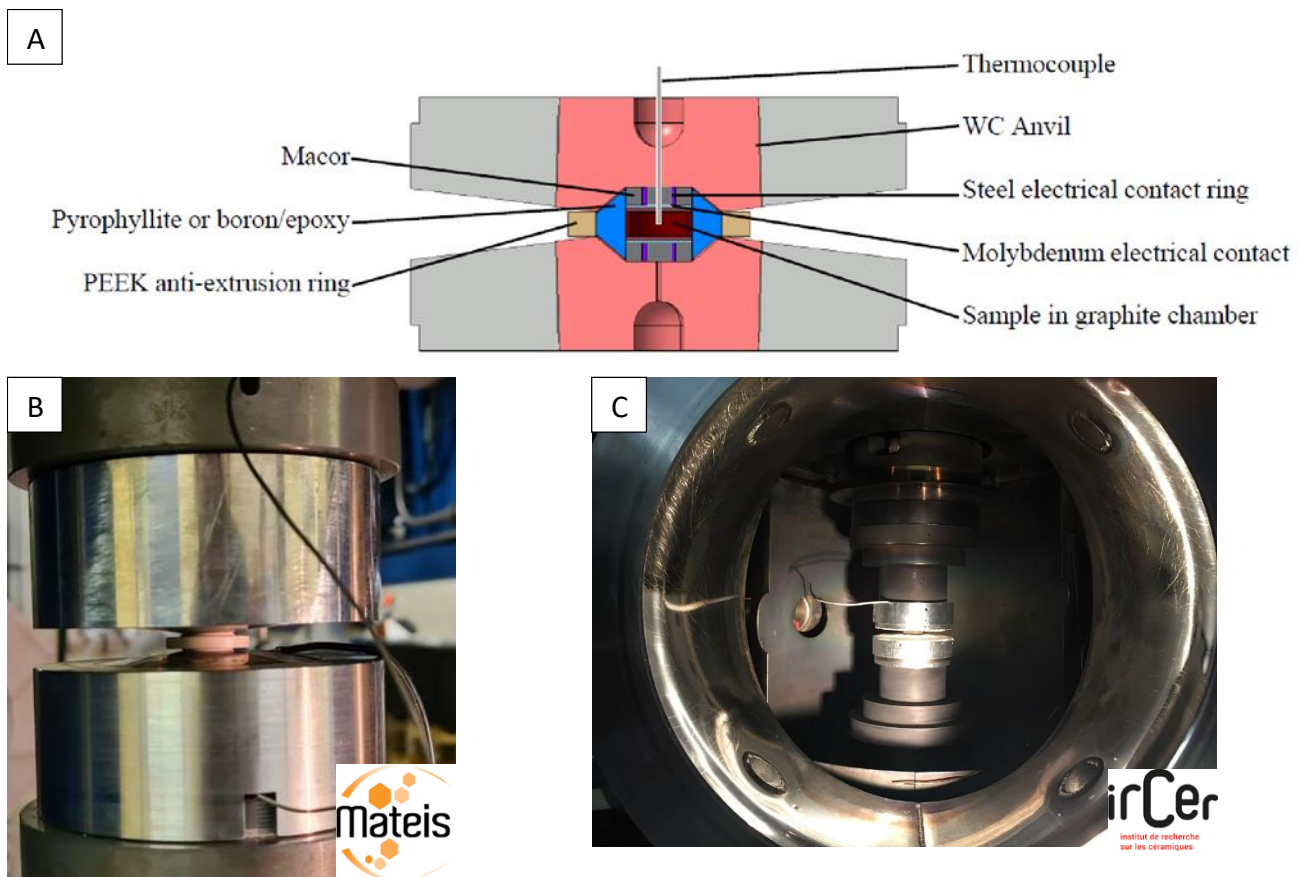 A
Thermocouple
WC Anvil
Macor
Steel electrical contact ring
Pyrophyllite or boron/epoxy
Molybdenum electrical contact
PEEK anti-extrusion ring
Sample in graphite chamber
B
C
Mateis
irCer
institut de recherche
sur les céramiques